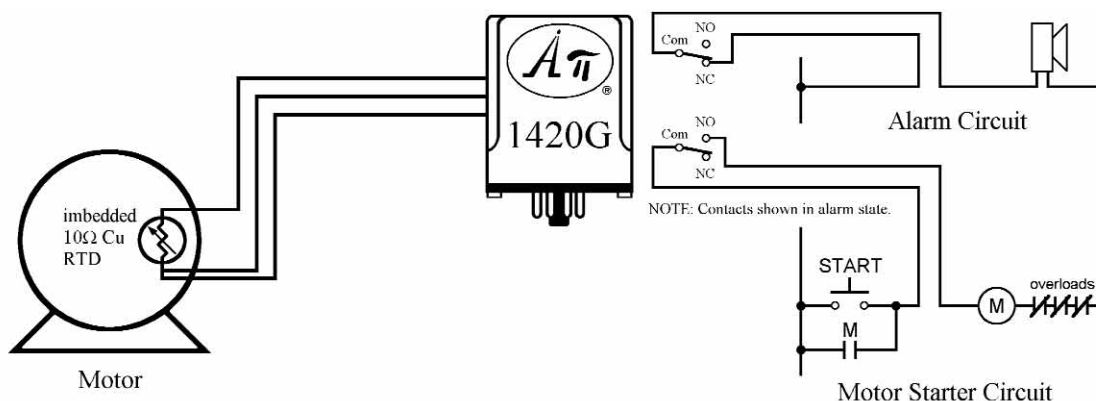 Aπ
®
1420G
NO
Com
NC
NO
Com
NC
Alarm Circuit
NOTE: Contacts shown in alarm state.
imbedded
10Ω Cu
RTD
START
M
M
overloads
Motor
Motor Starter Circuit